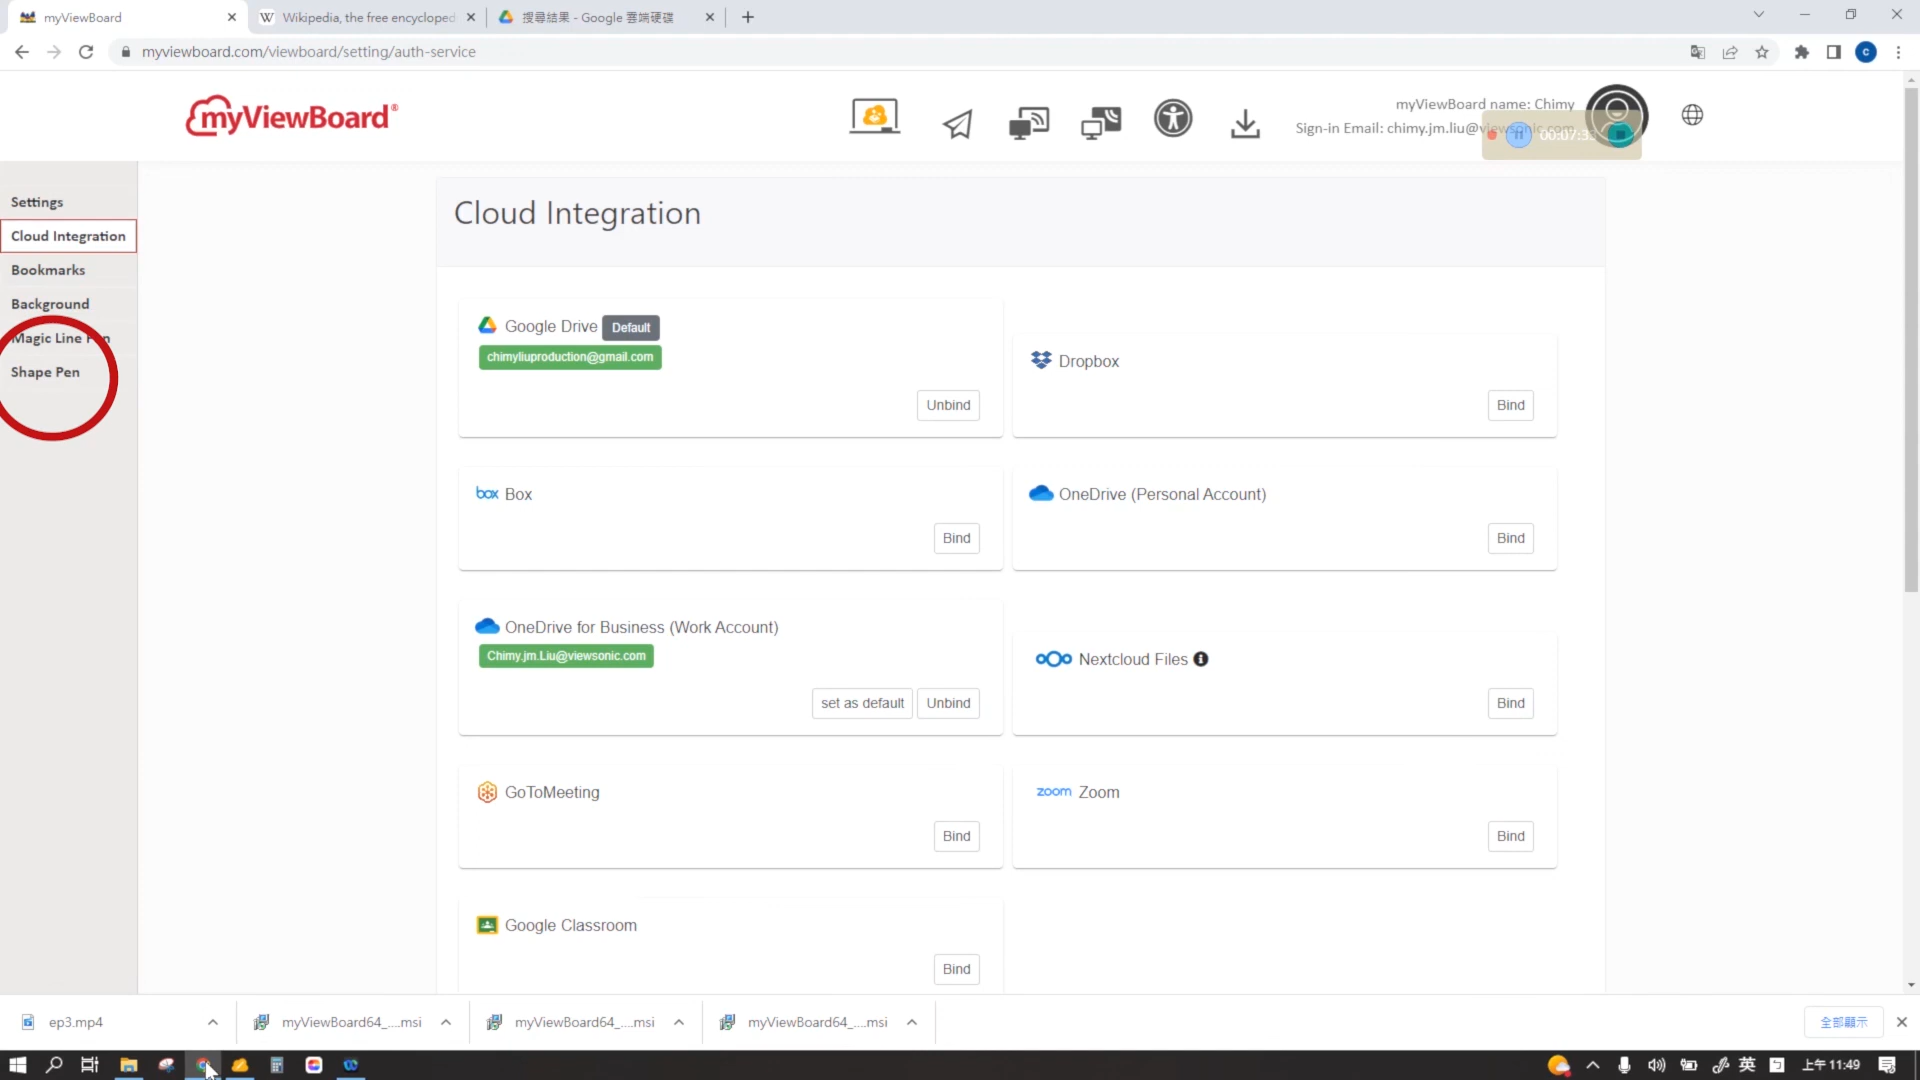 myViewBoard
Wikipedia, the free encycloped
搜尋結果 - Google 雲端硬碟
myviewboard.com/viewboard/setting/auth-service
C
myViewBoard®
myViewBoard name: Chimy
Sign-in Email: chimy.jm.liu@viewsonic.com
Settings
Cloud Integration
Bookmarks
Background
Magic Line Pen
Shape Pen
Cloud Integration
Google Drive Default
chimyliuproduction@gmail.com
Unbind
Dropbox
Bind
box Box
Bind
OneDrive (Personal Account)
Bind
OneDrive for Business (Work Account)
Chimy.jm.Liu@viewsonic.com
set as default Unbind
Nextcloud Files
Bind
GoToMeeting
Bind
zoom Zoom
Bind
Google Classroom
Bind
ep3.mp4
myViewBoard64_....msi
myViewBoard64_....msi
myViewBoard64_....msi
全部顯示
英
上午 11:49